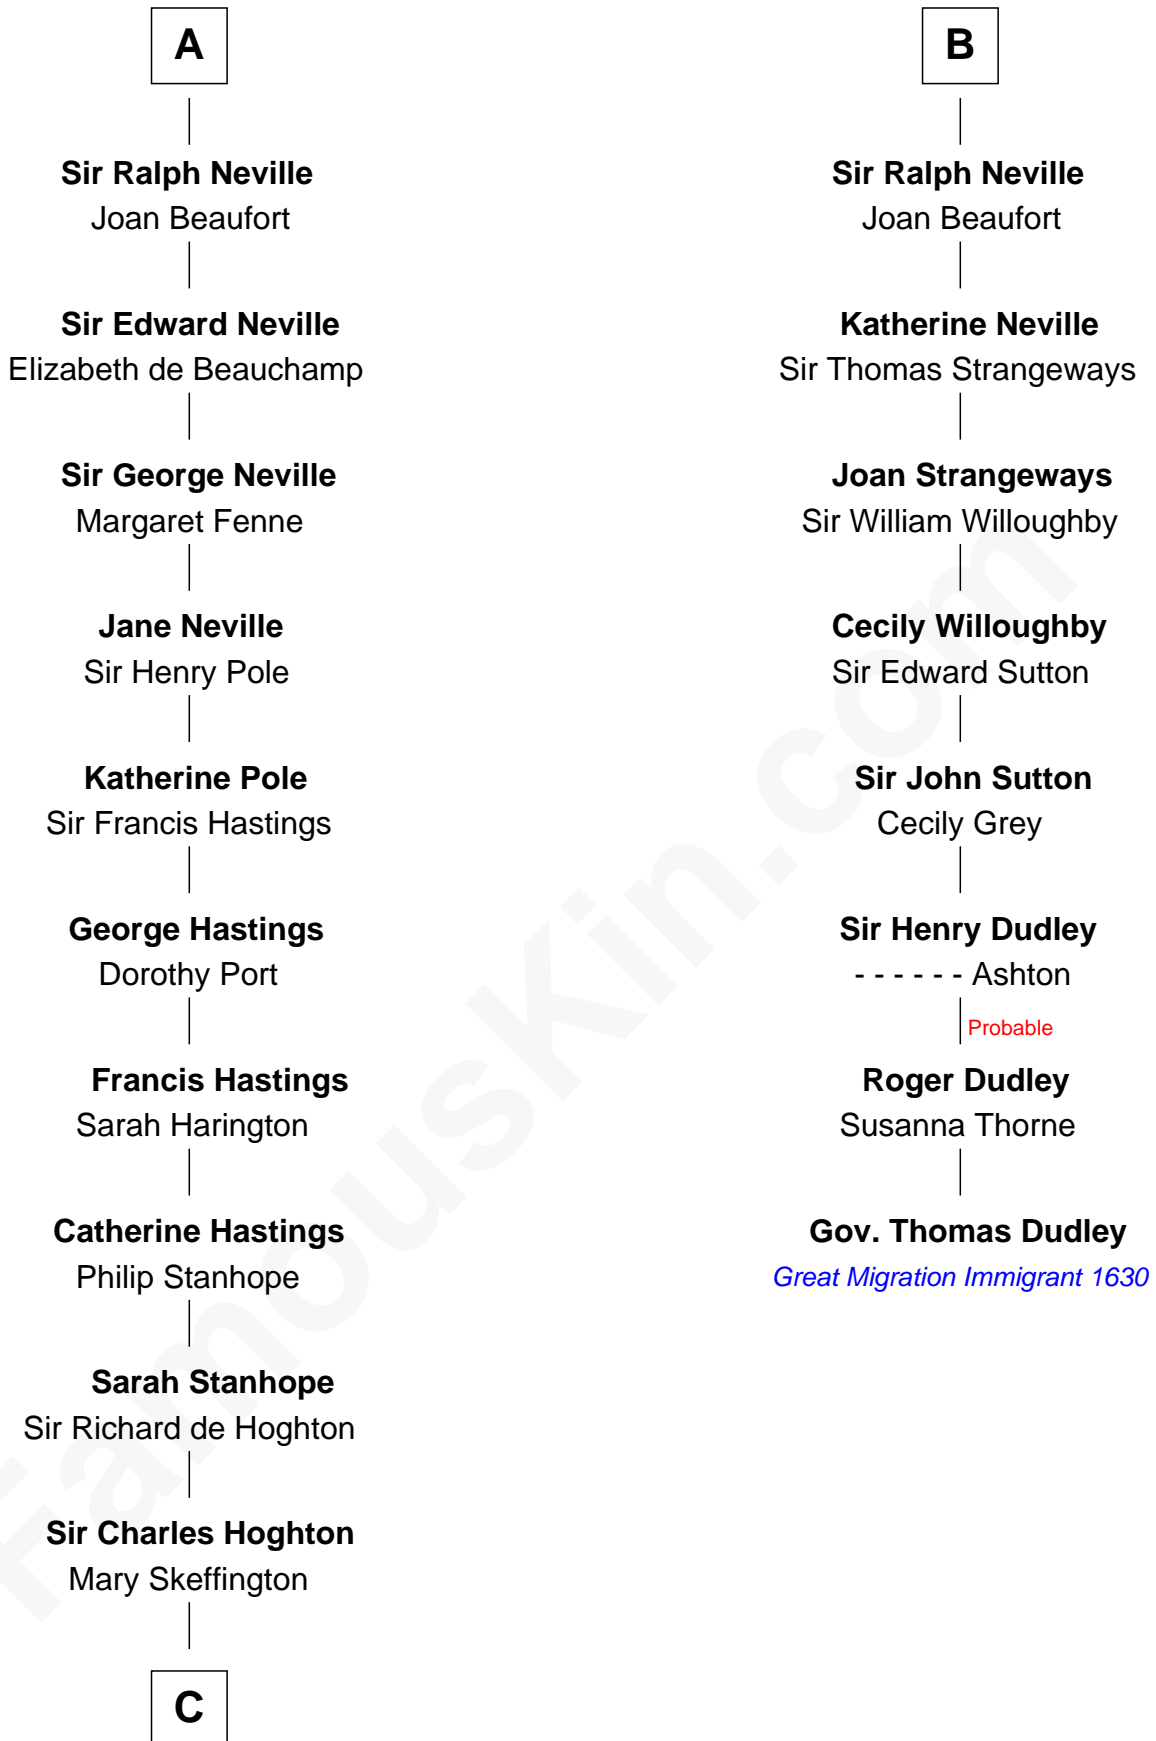 A
Sir Ralph Neville
Joan Beaufort
Sir Edward Neville
Elizabeth de Beauchamp
Sir George Neville
Margaret Fenne
Jane Neville
Sir Henry Pole
Katherine Pole
Sir Francis Hastings
George Hastings
Dorothy Port
Francis Hastings
Sarah Harington
Catherine Hastings
Philip Stanhope
Sarah Stanhope
Sir Richard de Hoghton
Sir Charles Hoghton
Mary Skeffington
C
B
Sir Ralph Neville
Joan Beaufort
Katherine Neville
Sir Thomas Strangeways
Joan Strangeways
Sir William Willoughby
Cecily Willoughby
Sir Edward Sutton
Sir John Sutton
Cecily Grey
Sir Henry Dudley
- - - - - - Ashton
Probable
Roger Dudley
Susanna Thorne
Gov. Thomas Dudley
Great Migration Immigrant 1630
FamousKin.com